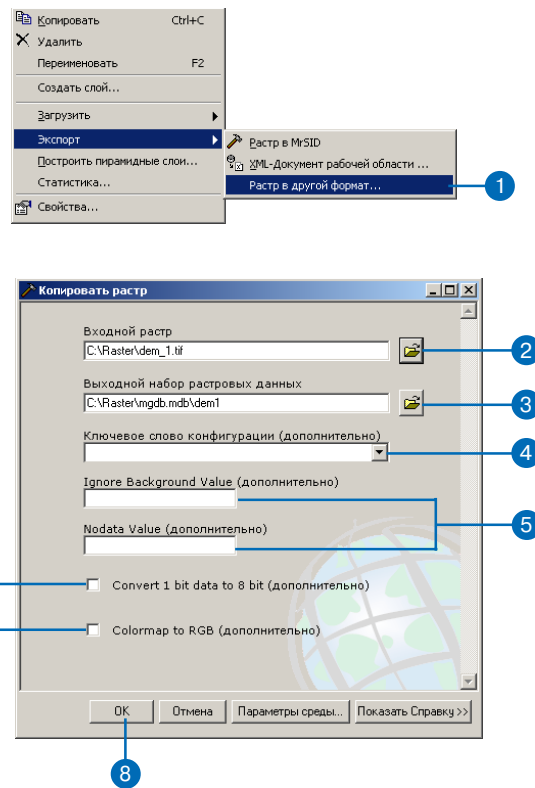 Копировать Ctrl+C
Удалить
Переименовать F2
Создать слой...
Загрузить
Экспорт
Растр в MrSID
Построить пирамидные слои...
XML-Документ рабочей области ...
Статистика...
Растр в другой формат...
1
Свойства...
Копировать растр
Входной растр
C:\Raster\dem_1.tif
2
Выходной набор растровых данных
C:\Raster\mgdb.mdb\dem1
3
Ключевое слово конфигурации (дополнительно)
4
Ignore Background Value (дополнительно)
5
Nodata Value (дополнительно)
Convert 1 bit data to 8 bit (дополнительно)
Colormap to RGB (дополнительно)
OK Отмена Параметры среды... Показать Справку >>
8